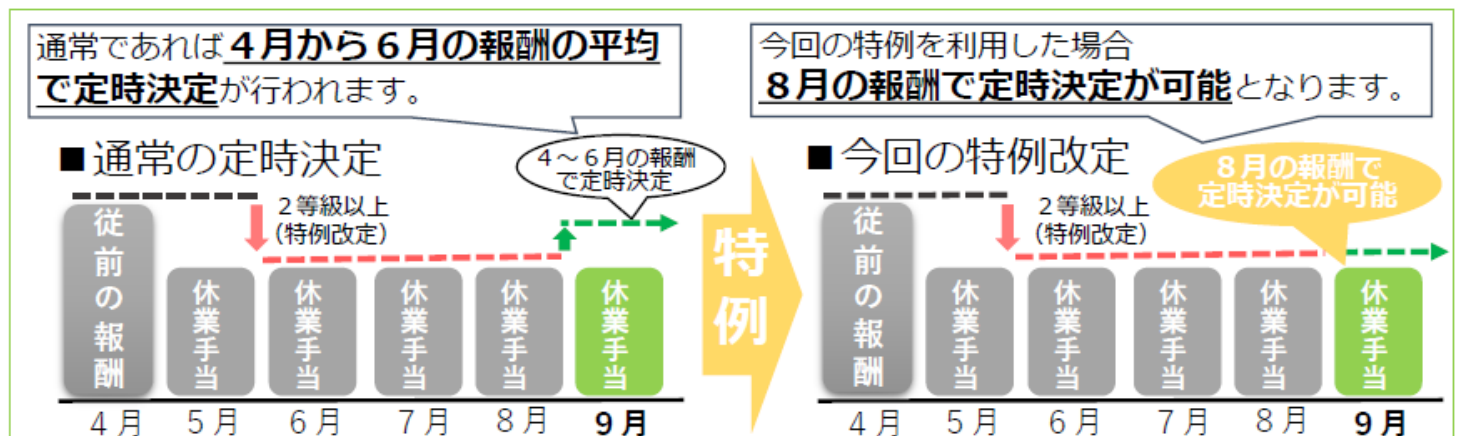 通常であれば４月から６月の報酬の平均
で定時決定が行われます。
■通常の定時決定
４～６月の報酬
で定時決定
２等級以上
（特例改定）
従前の報酬
休業手当
休業手当
休業手当
休業手当
休業手当
４月
５月
６月
７月
８月
９月
特例
今回の特例を利用した場合
８月の報酬で定時決定が可能となります。
■今回の特例改定
８月の報酬で
定時決定が可能
２等級以上
（特例改定）
従前の報酬
休業手当
休業手当
休業手当
休業手当
休業手当
４月
５月
６月
７月
８月
９月